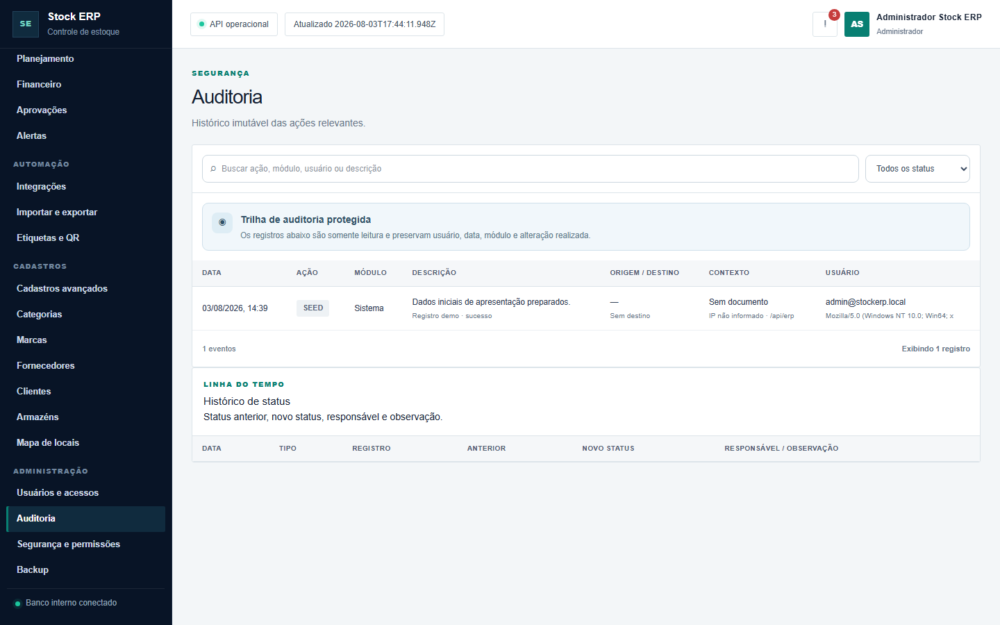 SE
Stock ERP
Controle de estoque
Planejamento
Financeiro
Aprovações
Alertas
AUTOMAÇÃO
Integrações
Importar e exportar
Etiquetas e QR
CADASTROS
Cadastros avançados
Categorias
Marcas
Fornecedores
Clientes
Armazéns
Mapa de locais
ADMINISTRAÇÃO
Usuários e acessos
Auditoria
Segurança e permissões
Backup
Banco interno conectado
API operacional
Atualizado 2026-08-03T17:44:11.948Z
!
3
AS
Administrador Stock ERP
Administrador
SEGURANÇA
Auditoria
Histórico imutável das ações relevantes.
Buscar ação, módulo, usuário ou descrição
Todos os status
Trilha de auditoria protegida
Os registros abaixo são somente leitura e preservam usuário, data, módulo e alteração realizada.
DATA AÇÃO MÓDULO DESCRIÇÃO ORIGEM / DESTINO CONTEXTO USUÁRIO
03/08/2026, 14:39 SEED Sistema Dados iniciais de apresentação preparados. — Sem documento admin@stockerp.local
Registro demo · sucesso Sem destino IP não informado · /api/erp Mozilla/5.0 (Windows NT 10.0; Win64; x
1 eventos Exibindo 1 registro
LINHA DO TEMPO
Histórico de status
Status anterior, novo status, responsável e observação.
DATA TIPO REGISTRO ANTERIOR NOVO STATUS RESPONSÁVEL / OBSERVAÇÃO